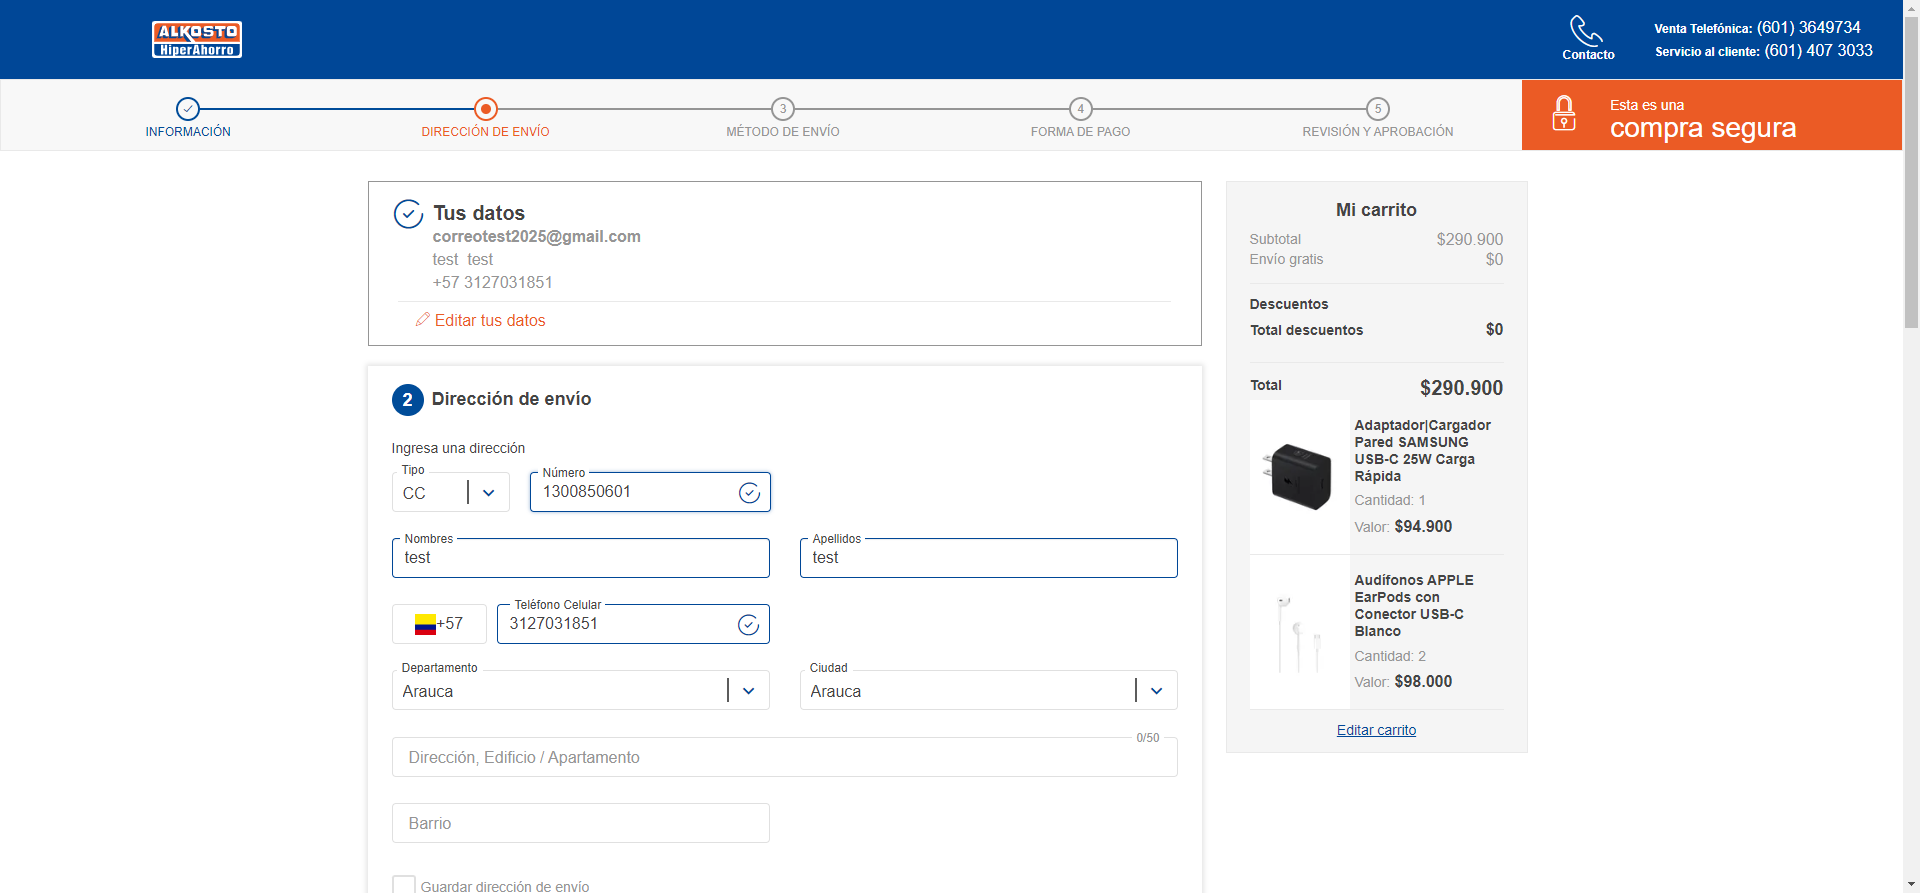 ALKOSTO
HiperAhorro
Contacto
Venta Telefónica: (601) 3649734
Servicio al cliente: (601) 407 3033
INFORMACIÓN
DIRECCIÓN DE ENVÍO
3
MÉTODO DE ENVÍO
4
FORMA DE PAGO
5
REVISIÓN Y APROBACIÓN
Esta es una
compra segura
Tus datos
correotest2025@gmail.com
test test
+57 3127031851
Editar tus datos
2 Dirección de envío
Ingresa una dirección
Tipo
CC
Número
1300850601
Nombres
test
Apellidos
test
+57
Teléfono Celular
3127031851
Departamento
Arauca
Ciudad
Arauca
0/50
Dirección, Edificio / Apartamento
Barrio
Guardar dirección de envío
Mi carrito
Subtotal $290.900
Envío gratis $0
Descuentos
Total descuentos $0
Total $290.900
Adaptador|Cargador
Pared SAMSUNG
USB-C 25W Carga
Rápida
Cantidad: 1
Valor: $94.900
Audífonos APPLE
EarPods con
Conector USB-C
Blanco
Cantidad: 2
Valor: $98.000
Editar carrito